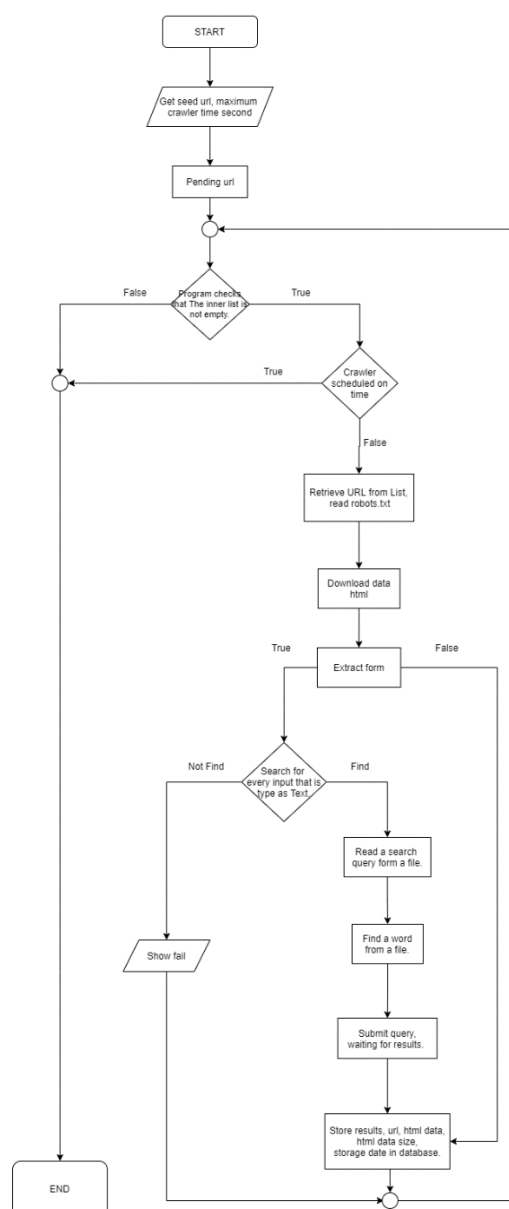 START
Get seed url, maximum
crawler time second
Pending url
False
Program checks
that The inner list is
not empty.
True
True
Crawler
scheduled on
time
False
Retrieve URL from List,
read robots.txt
Download data
html
True
Extract form
False
Not Find
Search for
every input that is
type as Text.
Find
Read a search
query form a file.
Find a word
from a file.
Show fail
Submit query,
waiting for results.
Store results, url, html data,
html data size,
storage date in database.
END